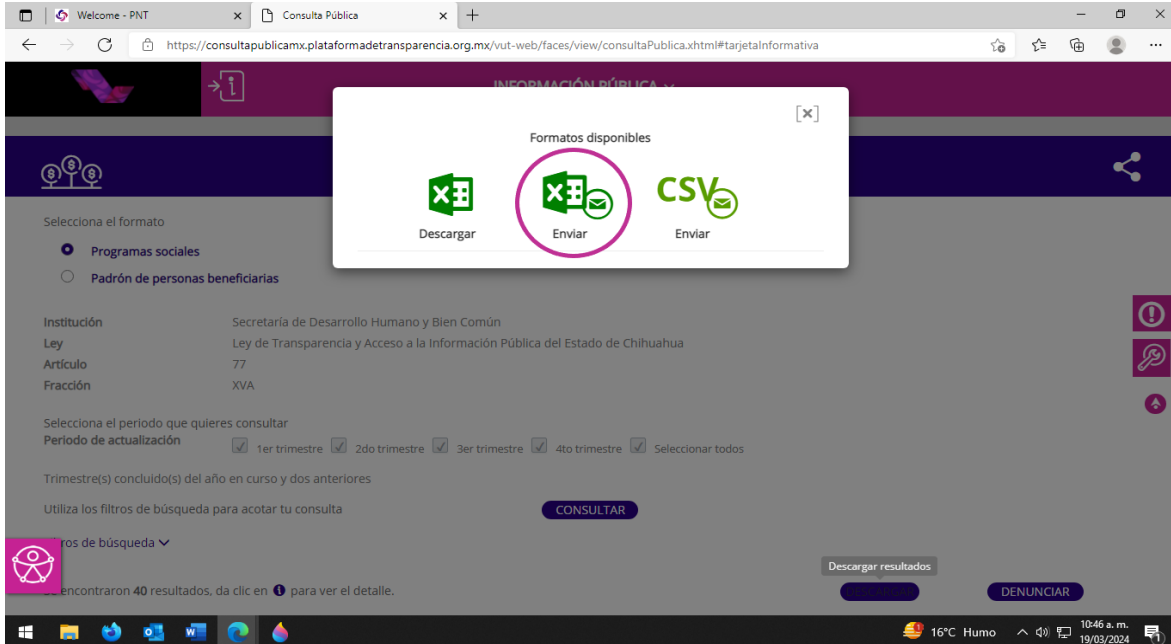 Welcome - PNT
Consulta Pública
https://consultapublicamx.plataformadetransparencia.org.mx/vut-web/faces/view/consultaPublica.xhtml#tarjetaInformativa
INFORMACIÓN PÚBLICA
[x]
Formatos disponibles
CSV
Descargar Enviar Enviar
Selecciona el formato
Programas sociales
Padrón de personas beneficiarias
Institución Secretaría de Desarrollo Humano y Bien Común
Ley Ley de Transparencia y Acceso a la Información Pública del Estado de Chihuahua
Artículo 77
Fracción XVA
Selecciona el periodo que quieres consultar
Periodo de actualización 1er trimestre 2do trimestre 3er trimestre 4to trimestre Seleccionar todos
Trimestre(s) concluido(s) del año en curso y dos anteriores
Utiliza los filtros de búsqueda para acotar tu consulta CONSULTAR
ros de búsqueda
Descargar resultados
encontraron 40 resultados, da clic en i para ver el detalle. DESCARGAR DENUNCIAR
16°C Humo 10:46 a. m.
19/03/2024